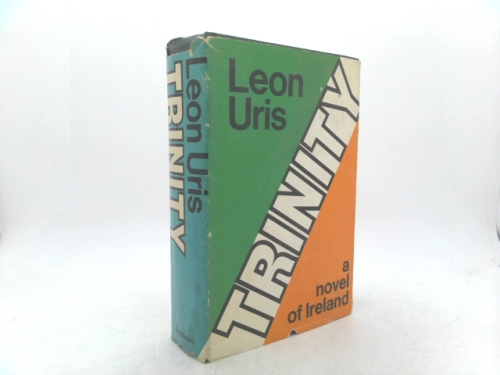 Leon Uris
TRINITY
Leon
Uris
TRINITY
a
novel
of Ireland